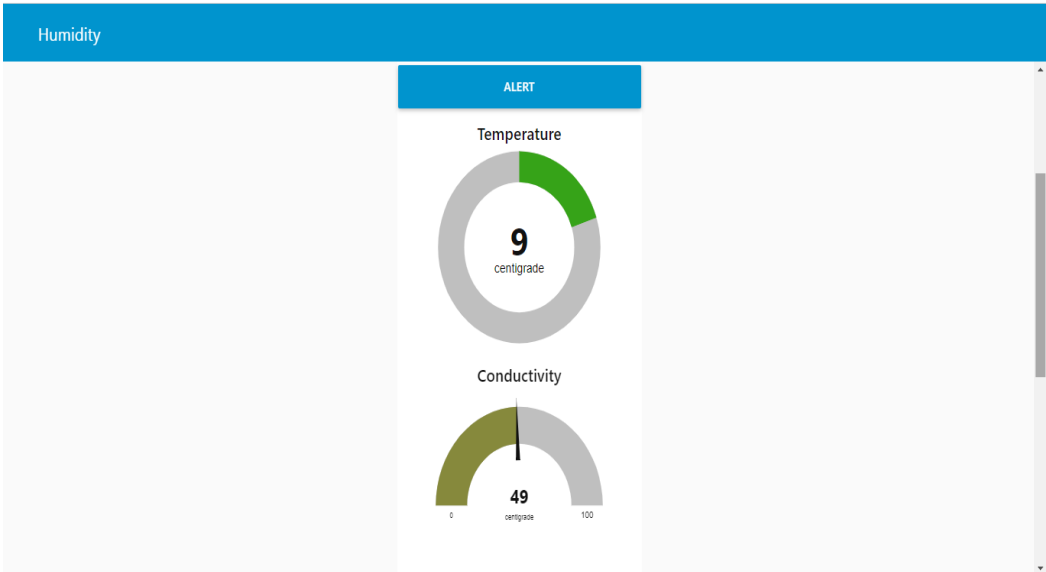 Humidity
ALERT
Temperature
9
centigrade
Conductivity
49
0 centigrade 100